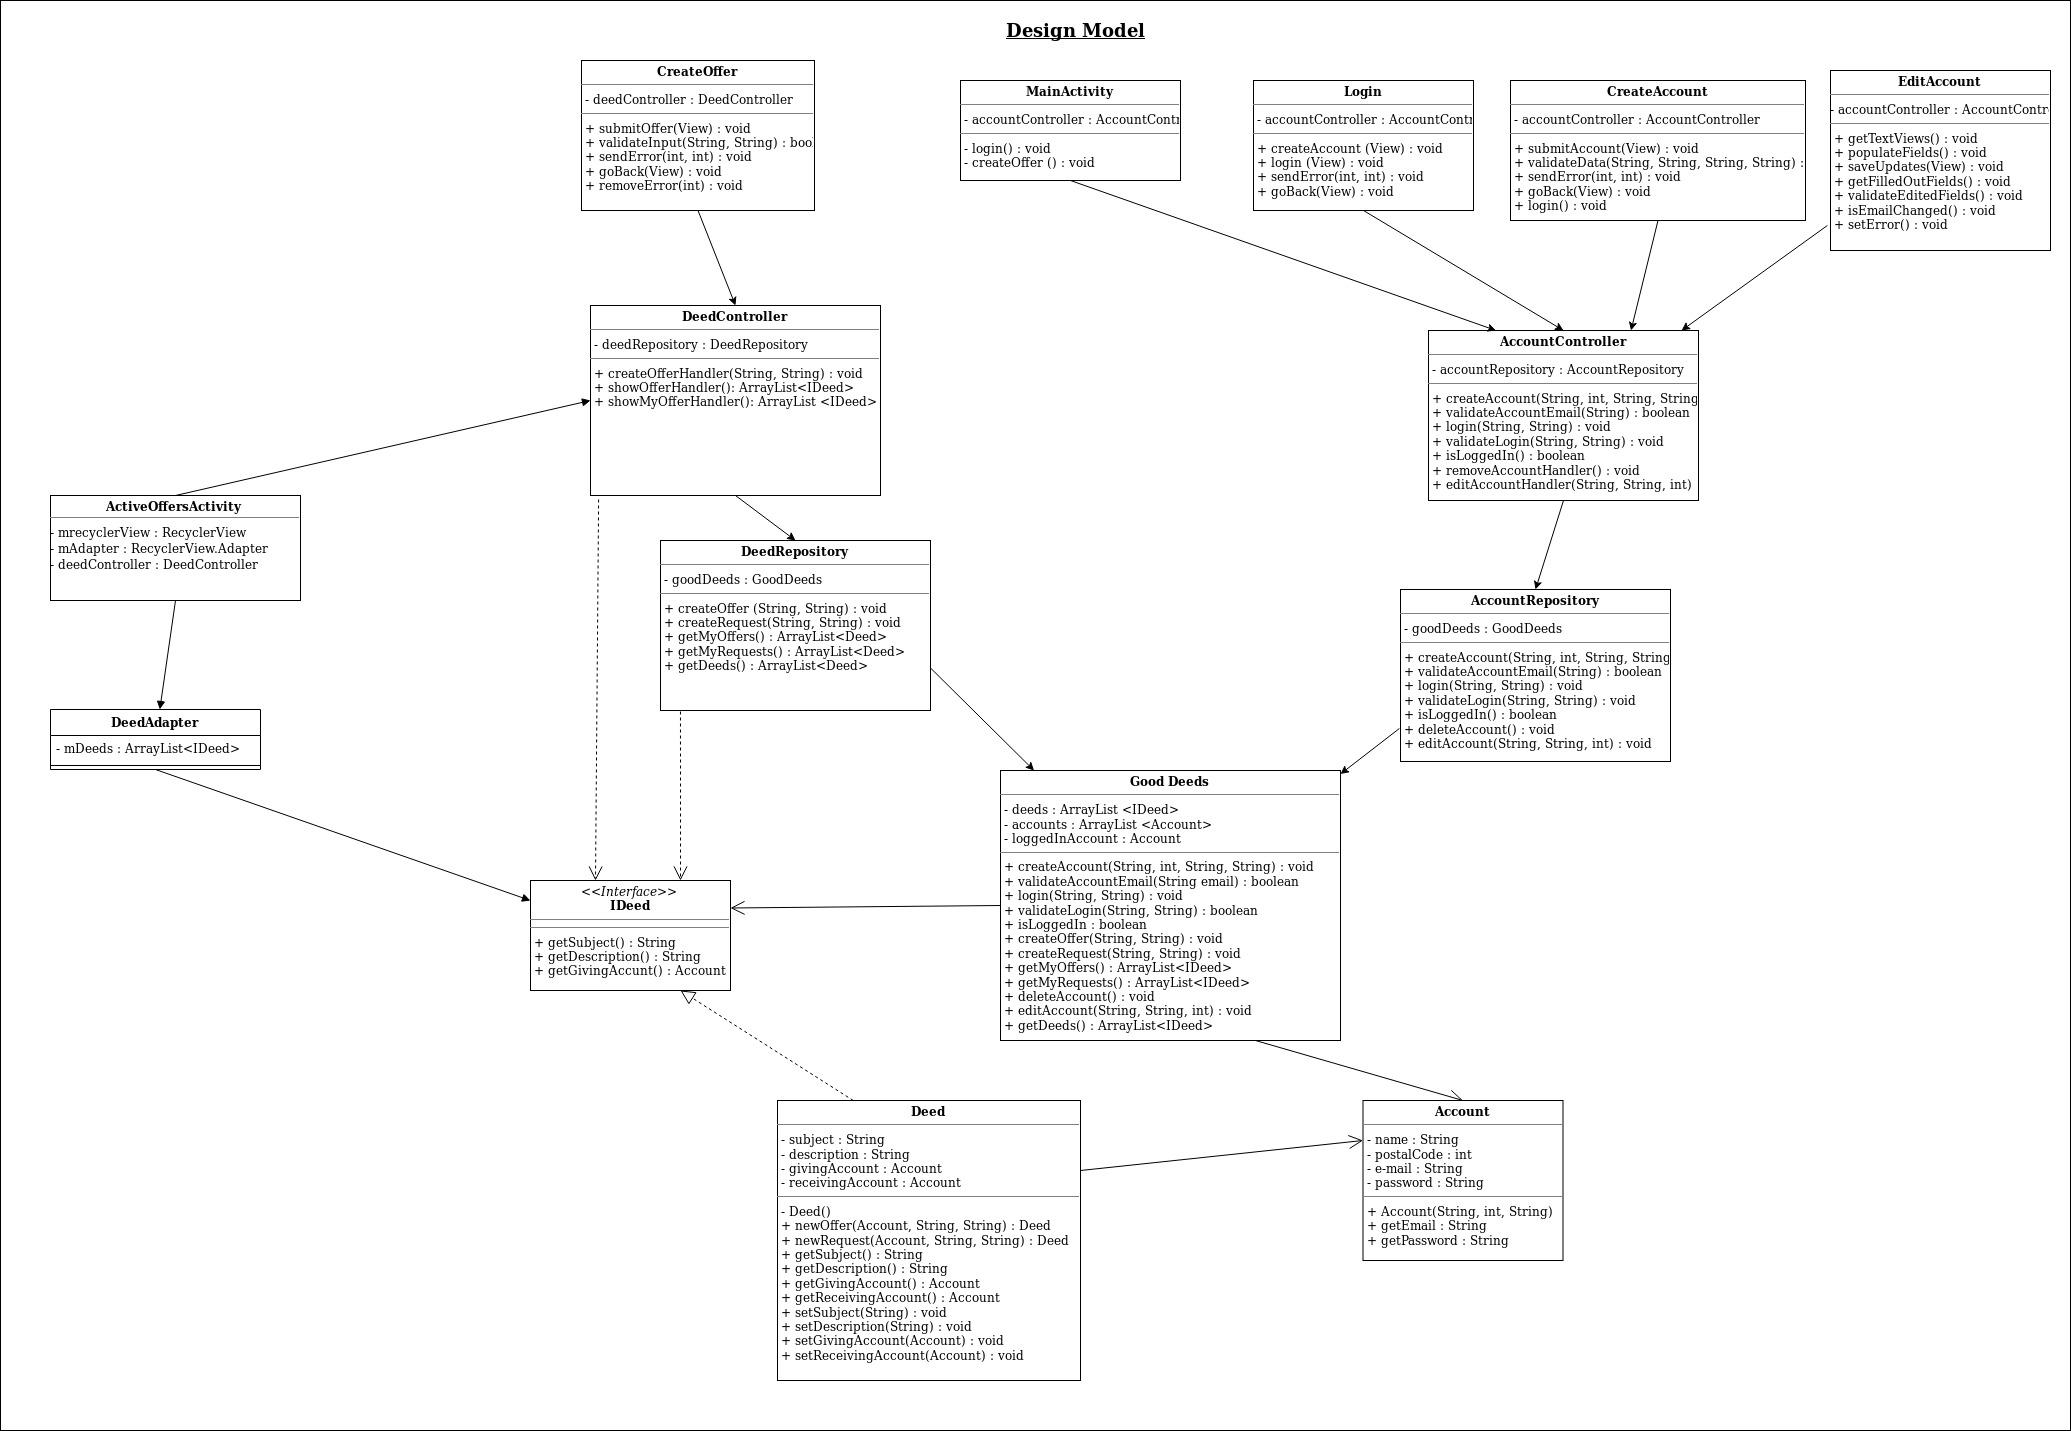 Design Model
CreateOffer
- deedController : DeedController
+ submitOffer(View) : void
+ validateInput(String, String) : boo
+ sendError(int, int) : void
+ goBack(View) : void
+ removeError(int) : void
MainActivity
- accountController : AccountContr
- login() : void
- createOffer () : void
Login
- accountController : AccountContr
+ createAccount (View) : void
+ login (View) : void
+ sendError(int, int) : void
+ goBack(View) : void
CreateAccount
- accountController : AccountController
+ submitAccount(View) : void
+ validateData(String, String, String, String) :
+ sendError(int, int) : void
+ goBack(View) : void
+ login() : void
EditAccount
- accountController : AccountContr
+ getTextViews() : void
+ populateFields() : void
+ saveUpdates(View) : void
+ getFilledOutFields() : void
+ validateEditedFields() : void
+ isEmailChanged() : void
+ setError() : void
DeedController
- deedRepository : DeedRepository
+ createOfferHandler(String, String) : void
+ showOfferHandler(): ArrayList<IDeed>
+ showMyOfferHandler(): ArrayList <IDeed>
AccountController
- accountRepository : AccountRepository
+ createAccount(String, int, String, String
+ validateAccountEmail(String) : boolean
+ login(String, String) : void
+ validateLogin(String, String) : void
+ isLoggedIn() : boolean
+ removeAccountHandler() : void
+ editAccountHandler(String, String, int)
ActiveOffersActivity
- mrecyclerView : RecyclerView
- mAdapter : RecyclerView.Adapter
- deedController : DeedController
DeedRepository
- goodDeeds : GoodDeeds
+ createOffer (String, String) : void
+ createRequest(String, String) : void
+ getMyOffers() : ArrayList<Deed>
+ getMyRequests() : ArrayList<Deed>
+ getDeeds() : ArrayList<Deed>
AccountRepository
- goodDeeds : GoodDeeds
+ createAccount(String, int, String, String
+ validateAccountEmail(String) : boolean
+ login(String, String) : void
+ validateLogin(String, String) : void
+ isLoggedIn() : boolean
+ deleteAccount() : void
+ editAccount(String, String, int) : void
DeedAdapter
- mDeeds : ArrayList<IDeed>
Good Deeds
- deeds : ArrayList <IDeed>
- accounts : ArrayList <Account>
- loggedInAccount : Account
+ createAccount(String, int, String, String) : void
+ validateAccountEmail(String email) : boolean
+ login(String, String) : void
+ validateLogin(String, String) : boolean
+ isLoggedIn : boolean
+ createOffer(String, String) : void
+ createRequest(String, String) : void
+ getMyOffers() : ArrayList<IDeed>
+ getMyRequests() : ArrayList<IDeed>
+ deleteAccount() : void
+ editAccount(String, String, int) : void
+ getDeeds() : ArrayList<IDeed>
<<Interface>>
IDeed
+ getSubject() : String
+ getDescription() : String
+ getGivingAccunt() : Account
Deed
- subject : String
- description : String
- givingAccount : Account
- receivingAccount : Account
- Deed()
+ newOffer(Account, String, String) : Deed
+ newRequest(Account, String, String) : Deed
+ getSubject() : String
+ getDescription() : String
+ getGivingAccount() : Account
+ getReceivingAccount() : Account
+ setSubject(String) : void
+ setDescription(String) : void
+ setGivingAccount(Account) : void
+ setReceivingAccount(Account) : void
Account
- name : String
- postalCode : int
- e-mail : String
- password : String
+ Account(String, int, String)
+ getEmail : String
+ getPassword : String